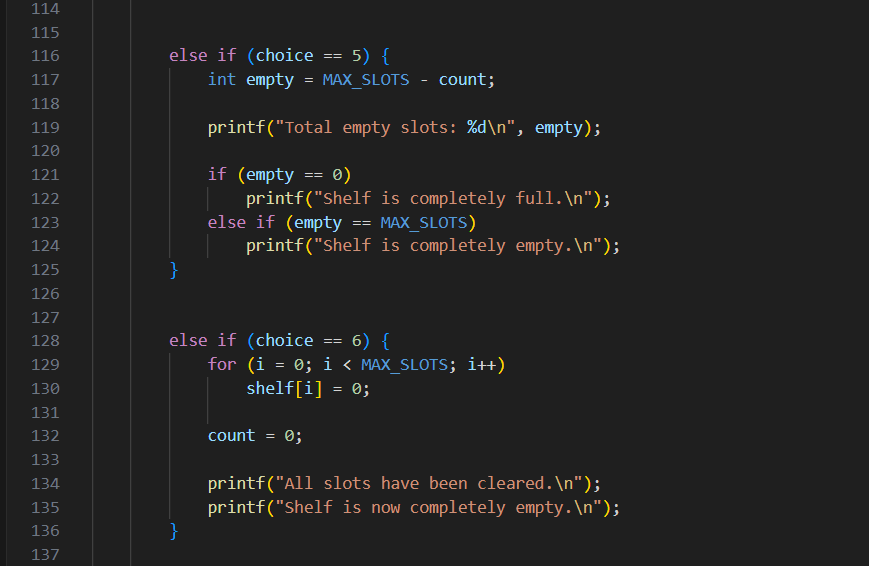 114
115
116 else if (choice == 5) {
117 int empty = MAX_SLOTS - count;
118
119 printf("Total empty slots: %d\n", empty);
120
121 if (empty == 0)
122 printf("Shelf is completely full.\n");
123 else if (empty == MAX_SLOTS)
124 printf("Shelf is completely empty.\n");
125 }
126
127
128 else if (choice == 6) {
129 for (i = 0; i < MAX_SLOTS; i++)
130 shelf[i] = 0;
131
132 count = 0;
133
134 printf("All slots have been cleared.\n");
135 printf("Shelf is now completely empty.\n");
136 }
137